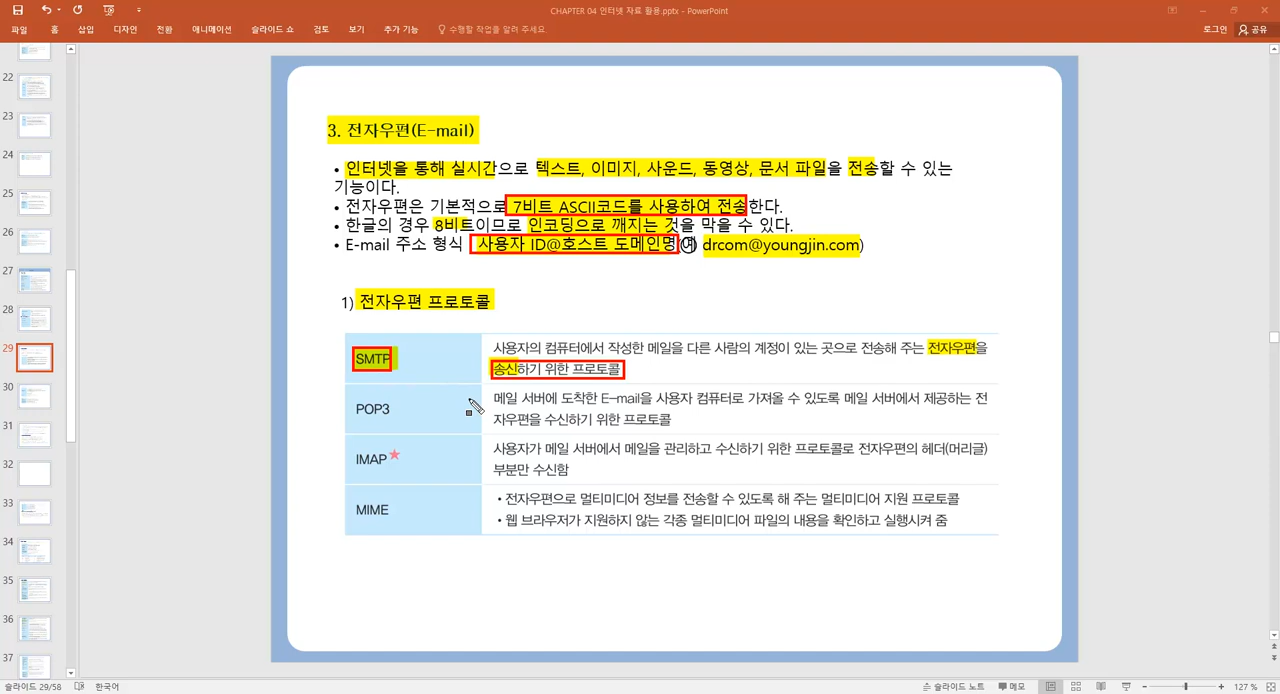 CHAPTER 04 인터넷 자료 활용.pptx - PowerPoint
파일 홈 삽입 디자인 전환 애니메이션 슬라이드 쇼 검토 보기 추가 기능 수행할 작업을 알려 주세요. 로그인 공유
22
23
24
25
26
27
28
29
30
31
32
33
34
35
36
37
3. 전자우편(E-mail)
• 인터넷을 통해 실시간으로 텍스트, 이미지, 사운드, 동영상, 문서 파일을 전송할 수 있는
기능이다.
• 전자우편은 기본적으로 7비트 ASCII코드를 사용하여 전송한다.
• 한글의 경우 8비트이므로 인코딩으로 깨지는 것을 막을 수 있다.
• E-mail 주소 형식 사용자 ID@호스트 도메인명(예 drcom@youngjin.com)
1) 전자우편 프로토콜
SMTP
사용자의 컴퓨터에서 작성한 메일을 다른 사람의 계정이 있는 곳으로 전송해 주는 전자우편을
송신하기 위한 프로토콜
POP3
메일 서버에 도착한 E-mail을 사용자 컴퓨터로 가져올 수 있도록 메일 서버에서 제공하는 전
자우편을 수신하기 위한 프로토콜
IMAP★
사용자가 메일 서버에서 메일을 관리하고 수신하기 위한 프로토콜로 전자우편의 헤더(머리글)
부분만 수신함
MIME
• 전자우편으로 멀티미디어 정보를 전송할 수 있도록 해 주는 멀티미디어 지원 프로토콜
• 웹 브라우저가 지원하지 않는 각종 멀티미디어 파일의 내용을 확인하고 실행시켜 줌
슬라이드 29/58 한국어 슬라이드 노트 메모 127 %